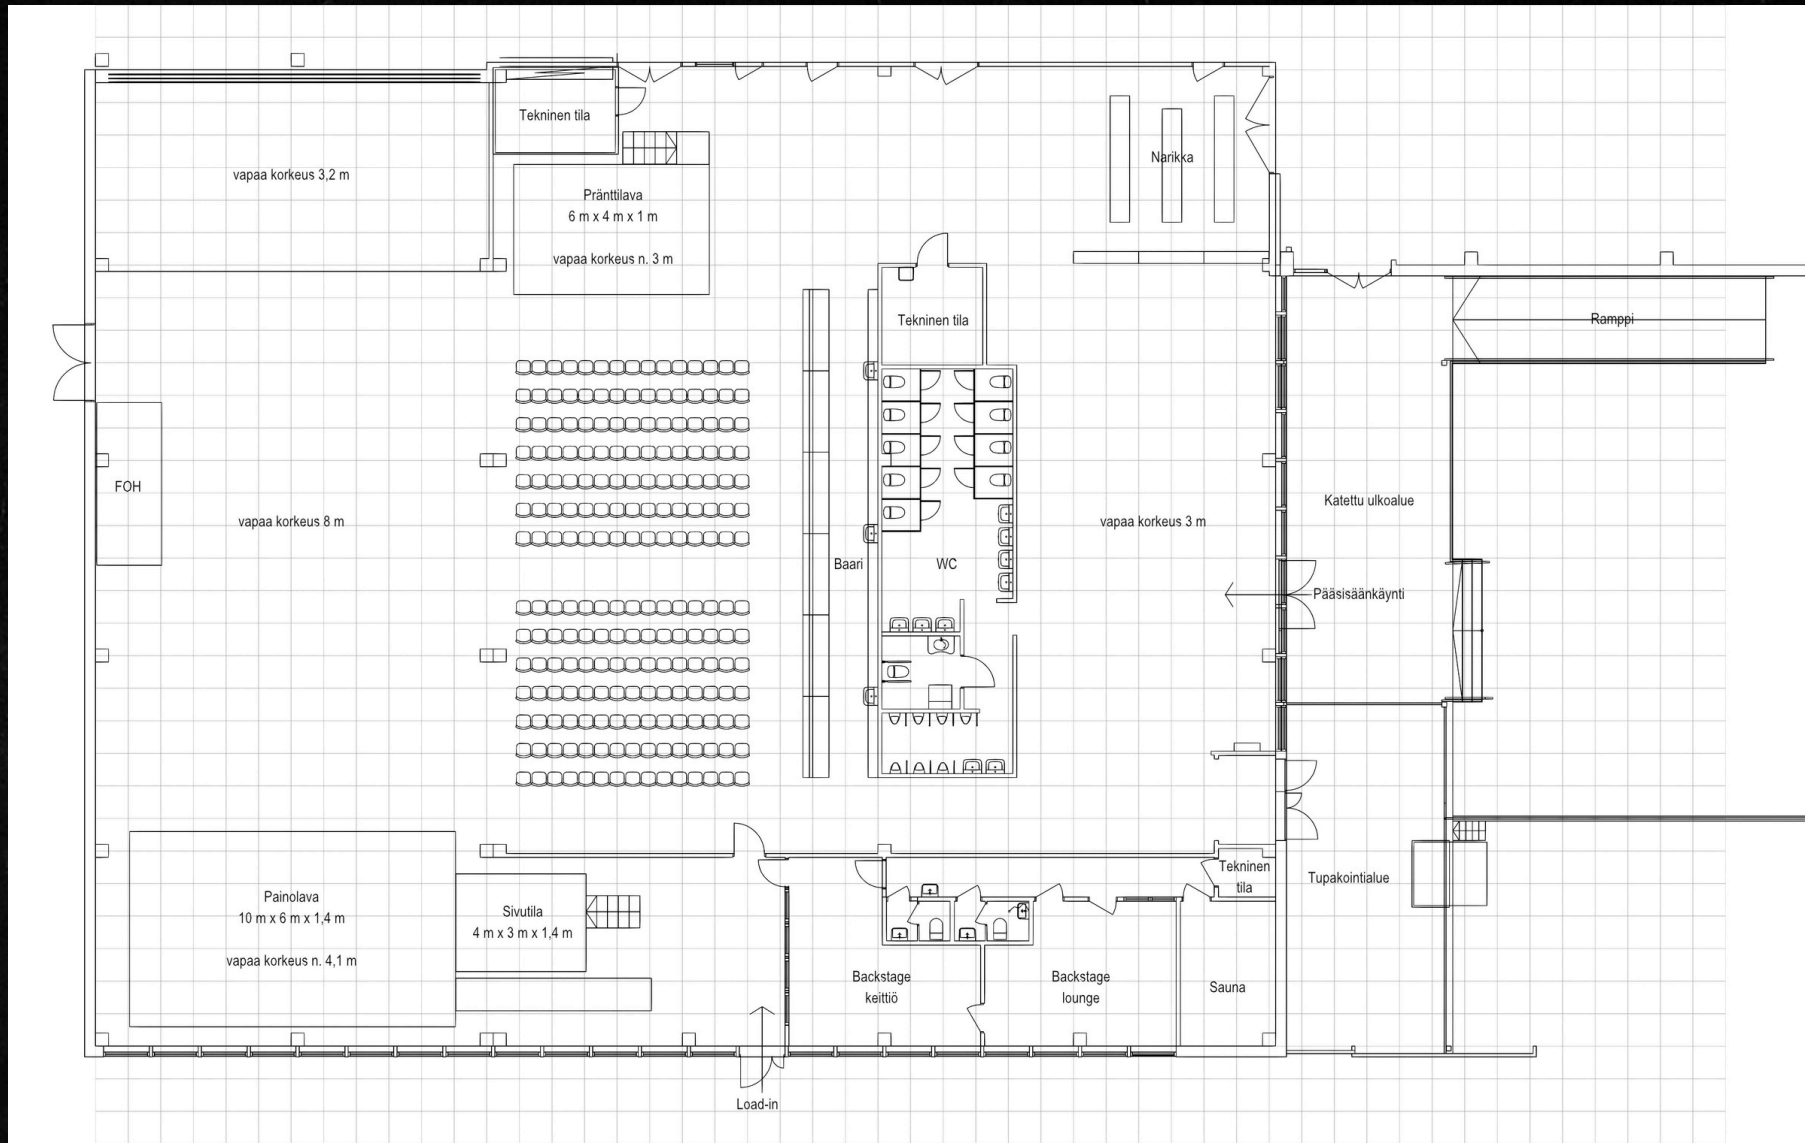 Tekninen tila
vapaa korkeus 3,2 m
Pränttilava
6 m x 4 m x 1 m
vapaa korkeus n. 3 m
Narikka
Tekninen tila
Ramppi
FOH
vapaa korkeus 8 m
Baari
WC
vapaa korkeus 3 m
Katettu ulkoalue
Pääsisäänkäynti
Painolava
10 m x 6 m x 1,4 m
vapaa korkeus n. 4,1 m
Sivutila
4 m x 3 m x 1,4 m
Tekninen
tila
Tupakointialue
Backstage
keittiö
Backstage
lounge
Sauna
Load-in